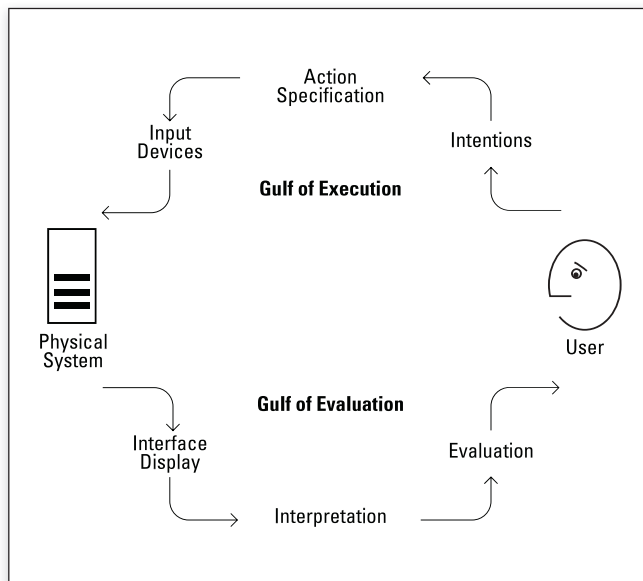 Action
Specification
Input
Devices
Intentions
Gulf of Execution
Physical
System
User
Gulf of Evaluation
Interface
Display
Evaluation
Interpretation